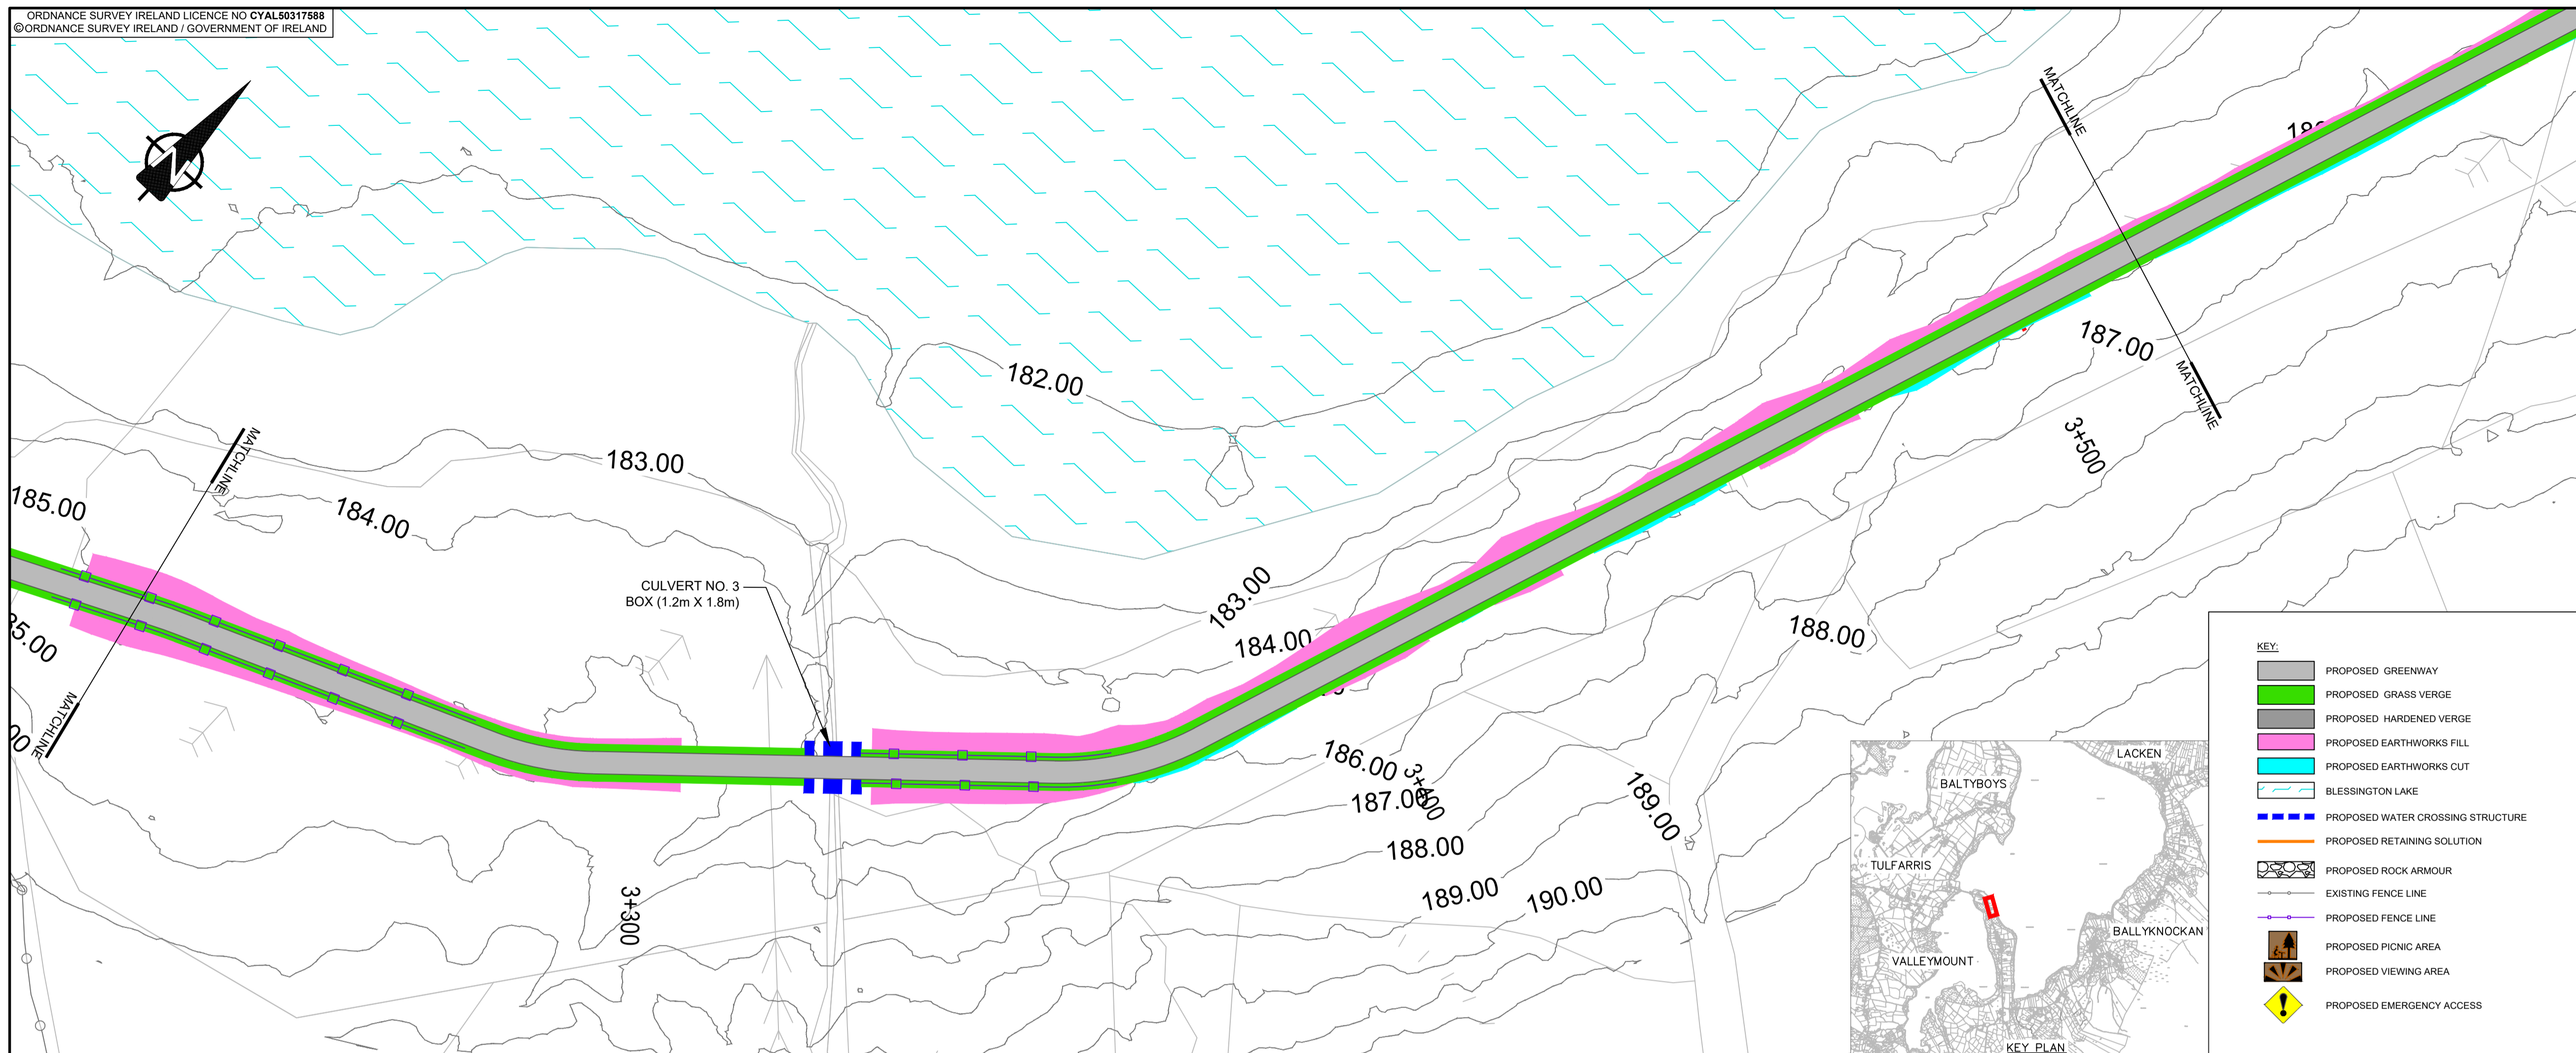 ORDNANCE SURVEY IRELAND LICENCE NO CYAL50317588
©ORDNANCE SURVEY IRELAND / GOVERNMENT OF IRELAND
N
MATCHLINE
MATCHLINE
MATCHLINE
MATCHLINE
182.00
183.00
184.00
185.00
187.00
3+500
CULVERT NO. 3
BOX (1.2m X 1.8m)
183.00
184.00
188.00
186.00
3+400
187.00
188.00
189.00
189.00
190.00
3+300
KEY:
PROPOSED GREENWAY
PROPOSED GRASS VERGE
PROPOSED HARDENED VERGE
PROPOSED EARTHWORKS FILL
PROPOSED EARTHWORKS CUT
BLESSINGTON LAKE
PROPOSED WATER CROSSING STRUCTURE
PROPOSED RETAINING SOLUTION
PROPOSED ROCK ARMOUR
EXISTING FENCE LINE
PROPOSED FENCE LINE
PROPOSED PICNIC AREA
PROPOSED VIEWING AREA
PROPOSED EMERGENCY ACCESS
LACKEN
BALTYBOYS
TULFARRIS
BALLYKNOCKAN
VALLEYMOUNT
KEY PLAN